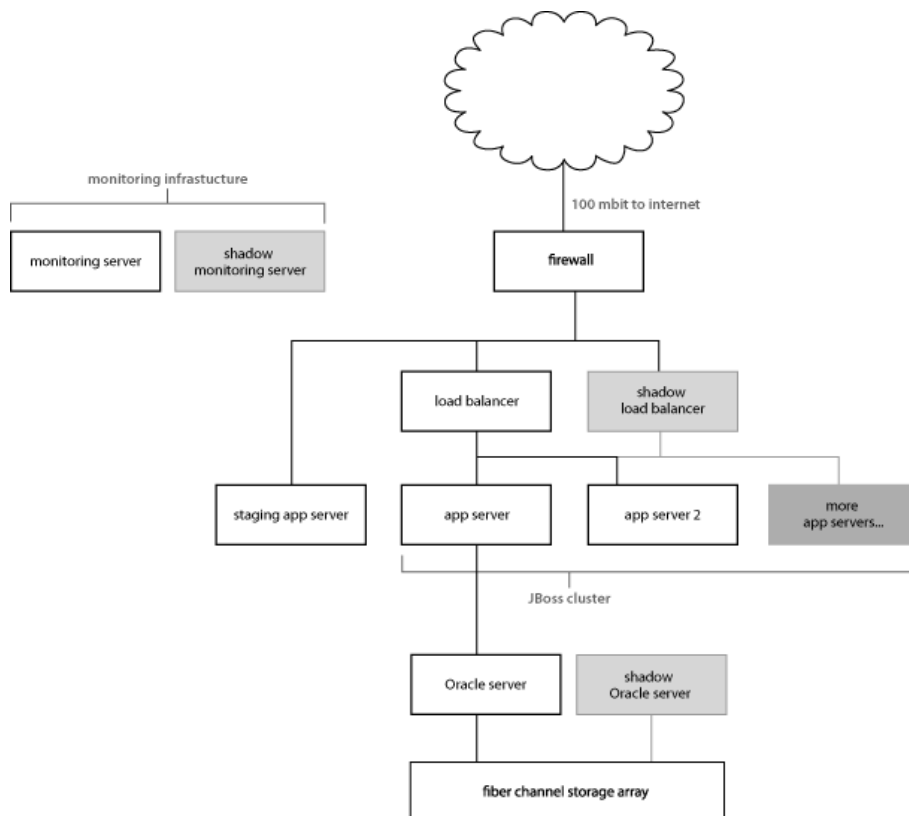 monitoring infrastucture
100 mbit to internet
monitoring server
shadow
monitoring server
firewall
load balancer
shadow
load balancer
staging app server
app server
app server 2
more
app servers...
JBoss cluster
Oracle server
shadow
Oracle server
fiber channel storage array